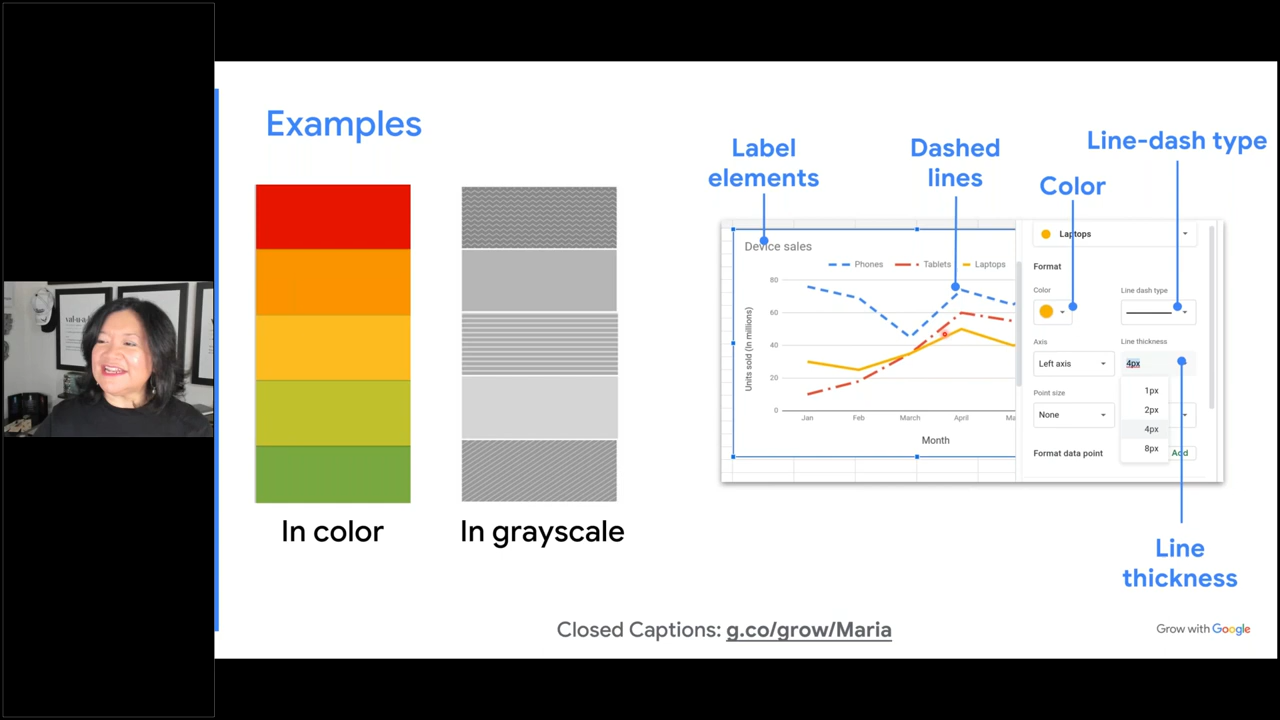 Examples
In color
In grayscale
Label
elements
Dashed
lines
Color
Line-dash type
Device sales
Phones
Tablets
Laptops
80
60
40
20
0
Units sold (In millions)
Jan
Feb
March
April
Ma
Month
Laptops
Format
Color
Line dash type
Axis
Line thickness
Left axis
4px
Point size
None
1px
2px
4px
8px
Format data point
Add
Line
thickness
Closed Captions: g.co/grow/Maria
Grow with Google